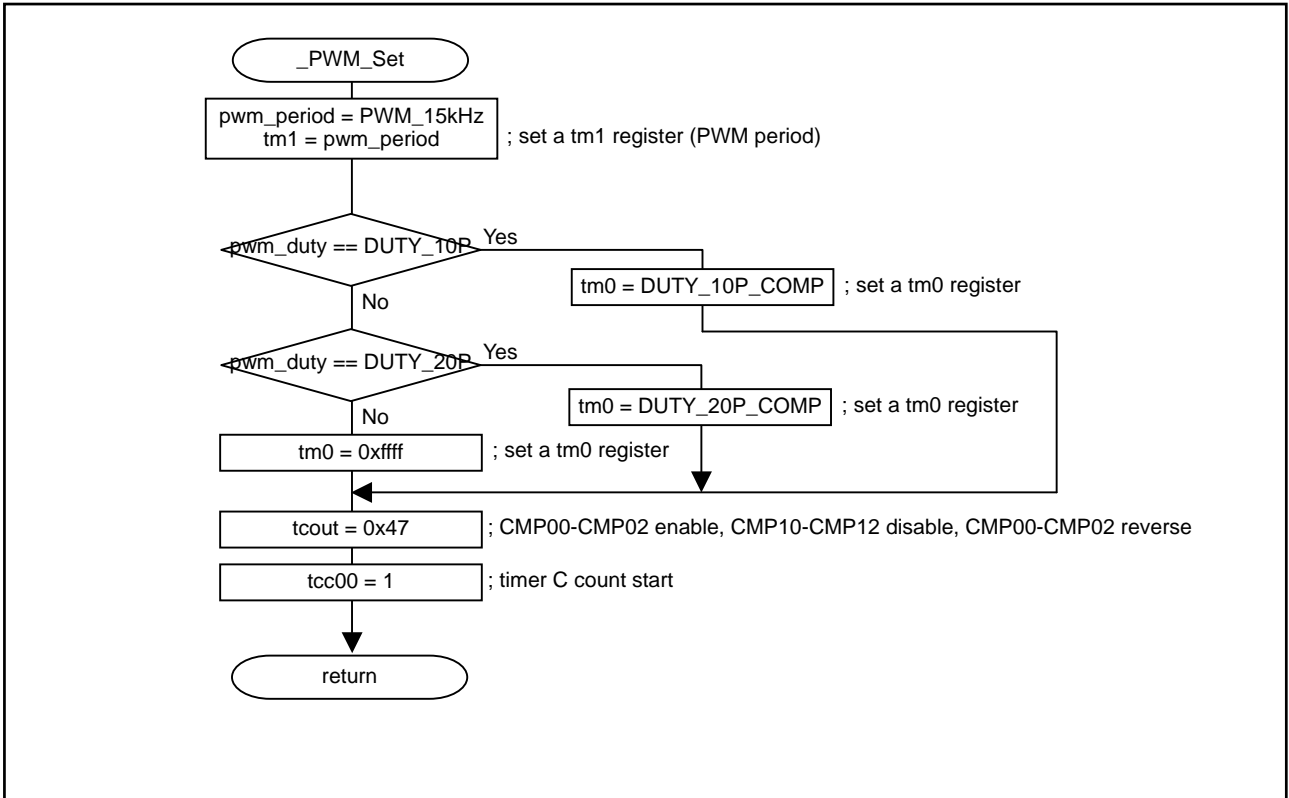 _PWM_Set
pwm_period = PWM_15kHz
tm1 = pwm_period
; set a tm1 register (PWM period)
pwm_duty == DUTY_10P
Yes
tm0 = DUTY_10P_COMP
; set a tm0 register
No
pwm_duty == DUTY_20P
Yes
tm0 = DUTY_20P_COMP
; set a tm0 register
No
tm0 = 0xffff
; set a tm0 register
tcout = 0x47
; CMP00-CMP02 enable, CMP10-CMP12 disable, CMP00-CMP02 reverse
tcc00 = 1
; timer C count start
return